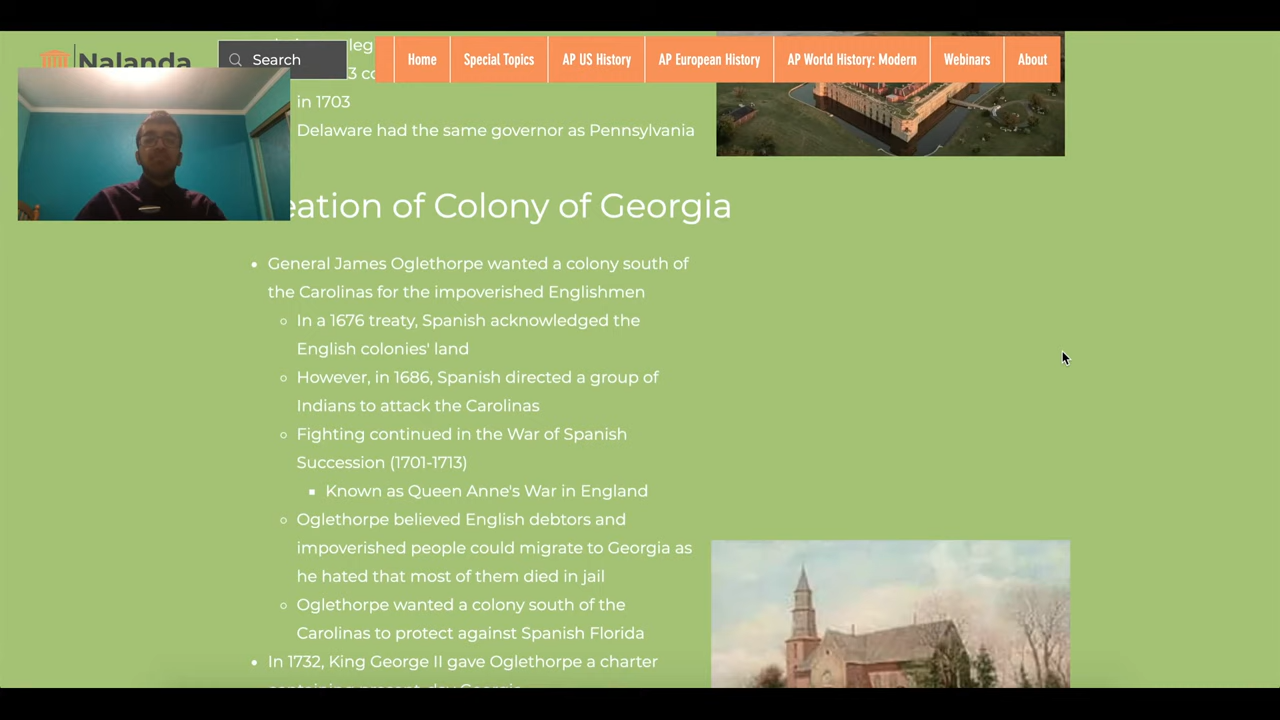 Nalanda
Search
Home
Special Topics
AP US History
AP European History
AP World History: Modern
Webinars
About
in 1703
Delaware had the same governor as Pennsylvania
eation of Colony of Georgia
General James Oglethorpe wanted a colony south of
the Carolinas for the impoverished Englishmen
In a 1676 treaty, Spanish acknowledged the
English colonies' land
However, in 1686, Spanish directed a group of
Indians to attack the Carolinas
Fighting continued in the War of Spanish
Succession (1701-1713)
Known as Queen Anne's War in England
Oglethorpe believed English debtors and
impoverished people could migrate to Georgia as
he hated that most of them died in jail
Oglethorpe wanted a colony south of the
Carolinas to protect against Spanish Florida
In 1732, King George II gave Oglethorpe a charter